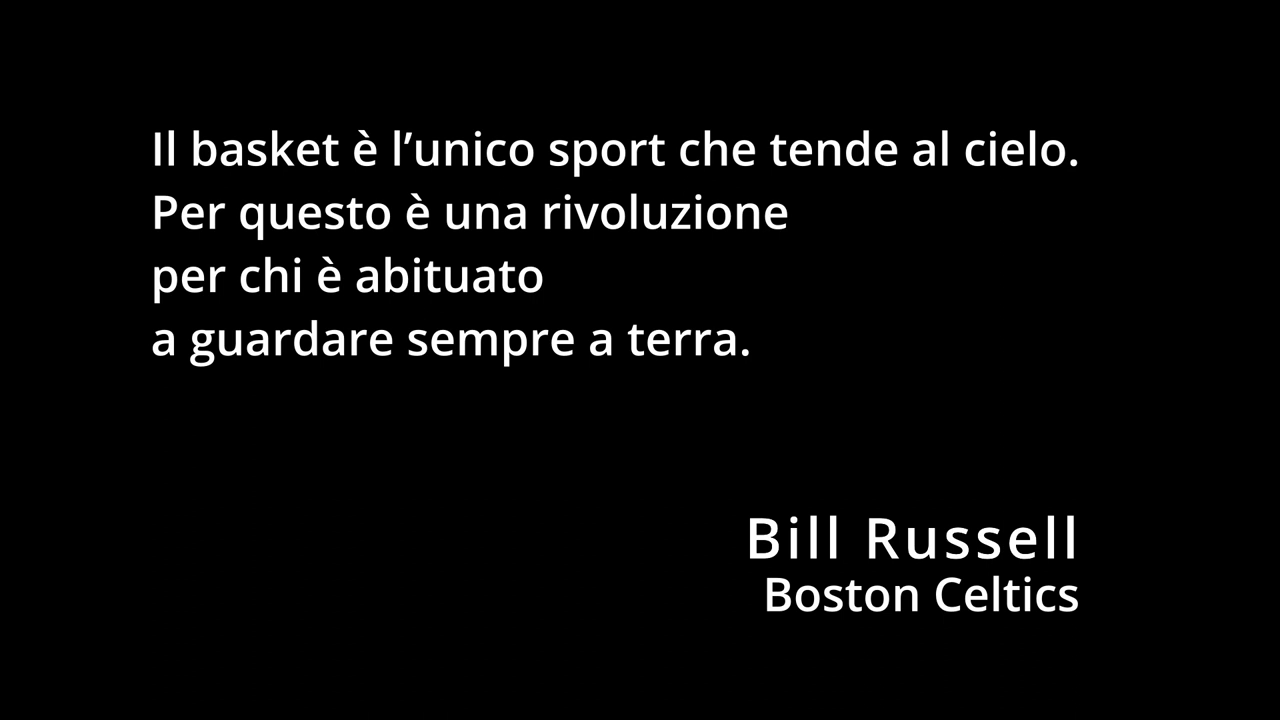 Il basket è l’unico sport che tende al cielo.
Per questo è una rivoluzione
per chi è abituato
a guardare sempre a terra.
Bill Russell
Boston Celtics